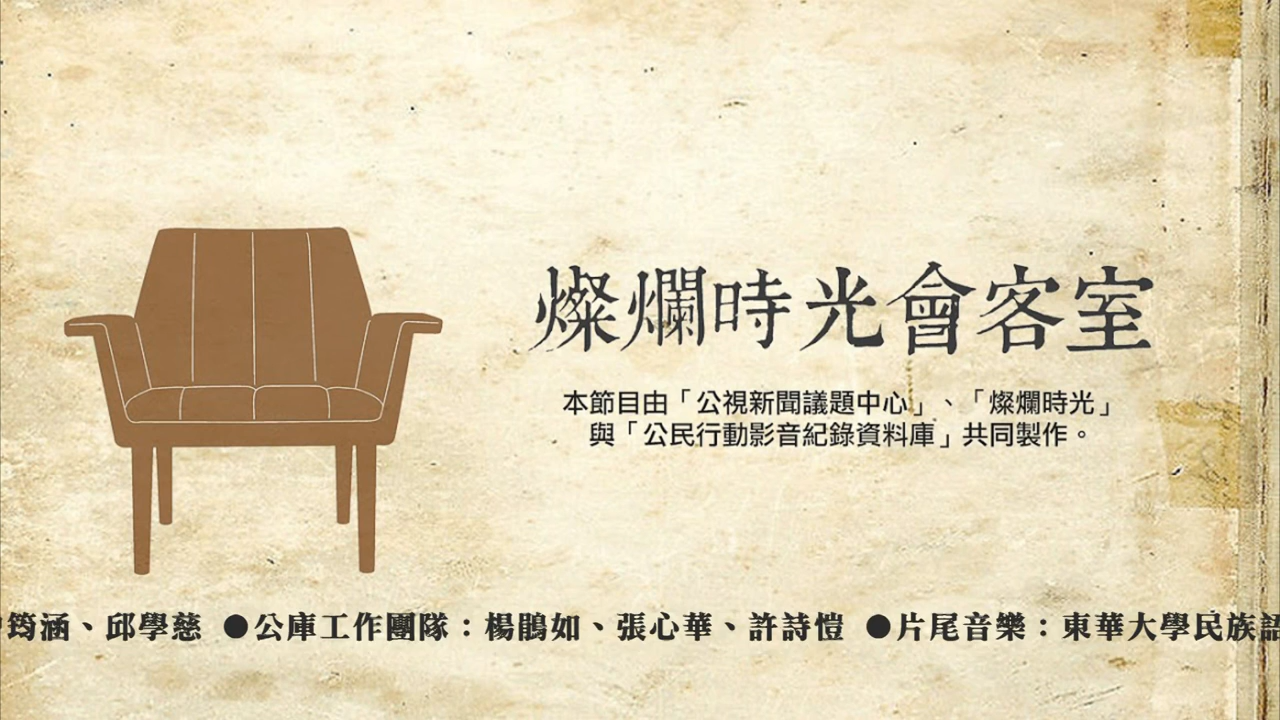 燦爛時光會客室
本節目由「公視新聞議題中心」、「燦爛時光」
與「公民行動影音紀錄資料庫」共同製作。
筠涵、邱學慈 ●公庫工作團隊：楊鵑如、張心華、許詩愷 ●片尾音樂：東華大學民族語